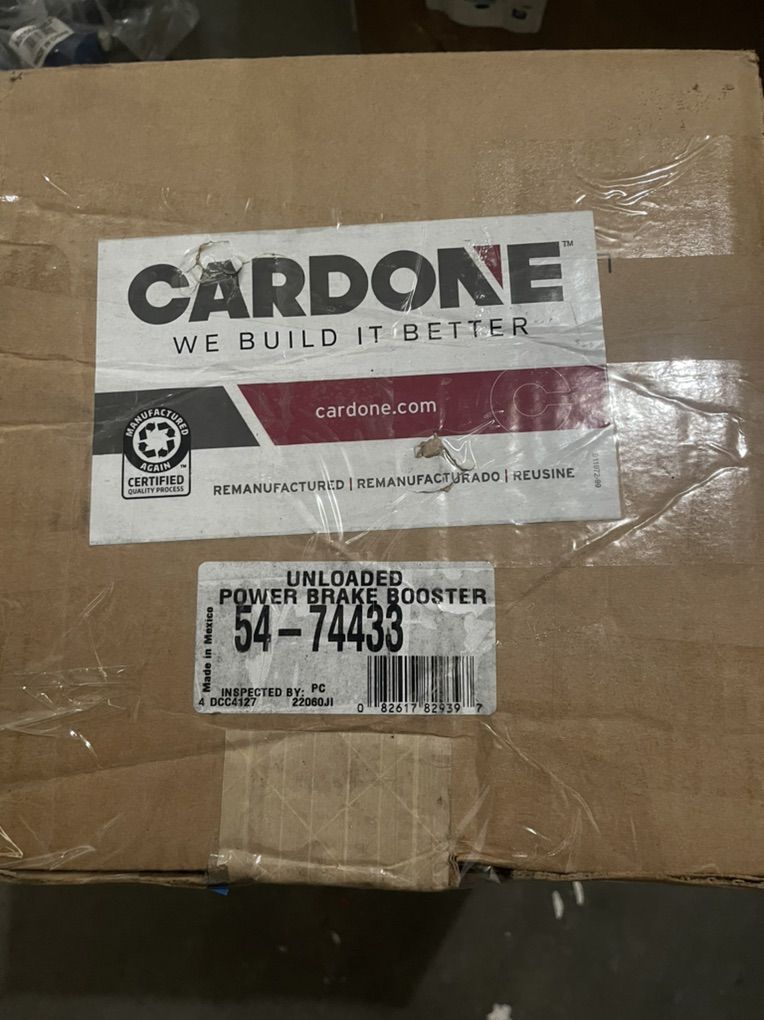 CARDONE™
WE BUILD IT BETTER
cardone.com
MANUFACTURED
AGAIN™
CERTIFIED
QUALITY PROCESS
REMANUFACTURED | REMANUFACTURADO | REUSINE
UNLOADED
POWER BRAKE BOOSTER
54-74433
Made in Mexico
INSPECTED BY: PC
4 DCC4127 22060JI
0 82617 82939 7